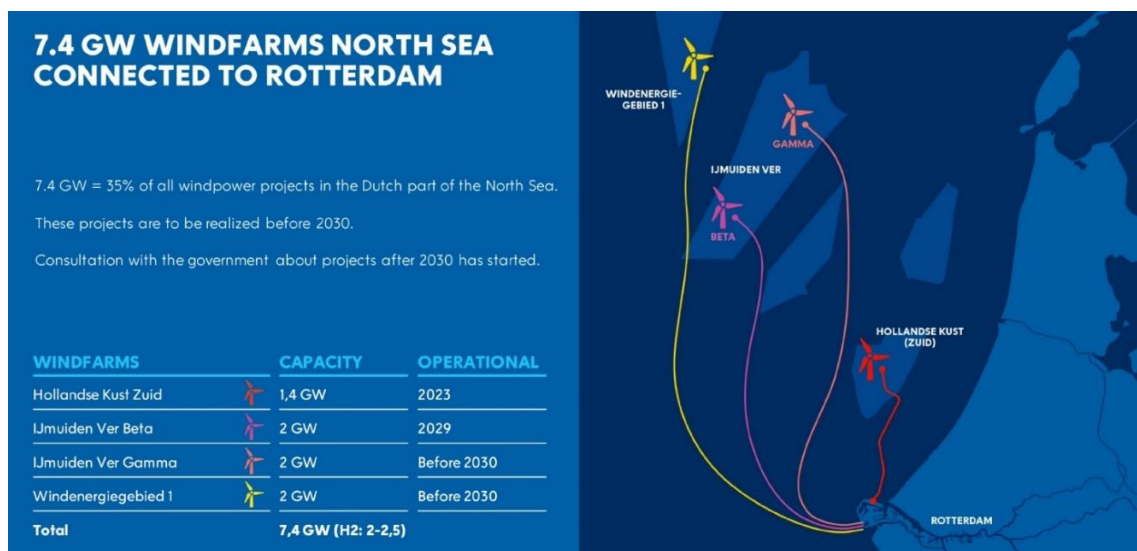 7.4 GW WINDFARMS NORTH SEA
CONNECTED TO ROTTERDAM
7.4 GW = 35% of all windpower projects in the Dutch part of the North Sea.
These projects are to be realized before 2030.
Consultation with the government about projects after 2030 has started.
WINDFARMS CAPACITY OPERATIONAL
Hollandse Kust Zuid 1,4 GW 2023
IJmuiden Ver Beta 2 GW 2029
IJmuiden Ver Gamma 2 GW Before 2030
Windenergiegebied 1 2 GW Before 2030
Total 7,4 GW (H2: 2-2,5)
WINDENERGIE-
GEBIED 1
GAMMA
IJMUIDEN VER
BETA
HOLLANDSE KUST
(ZUID)
ROTTERDAM